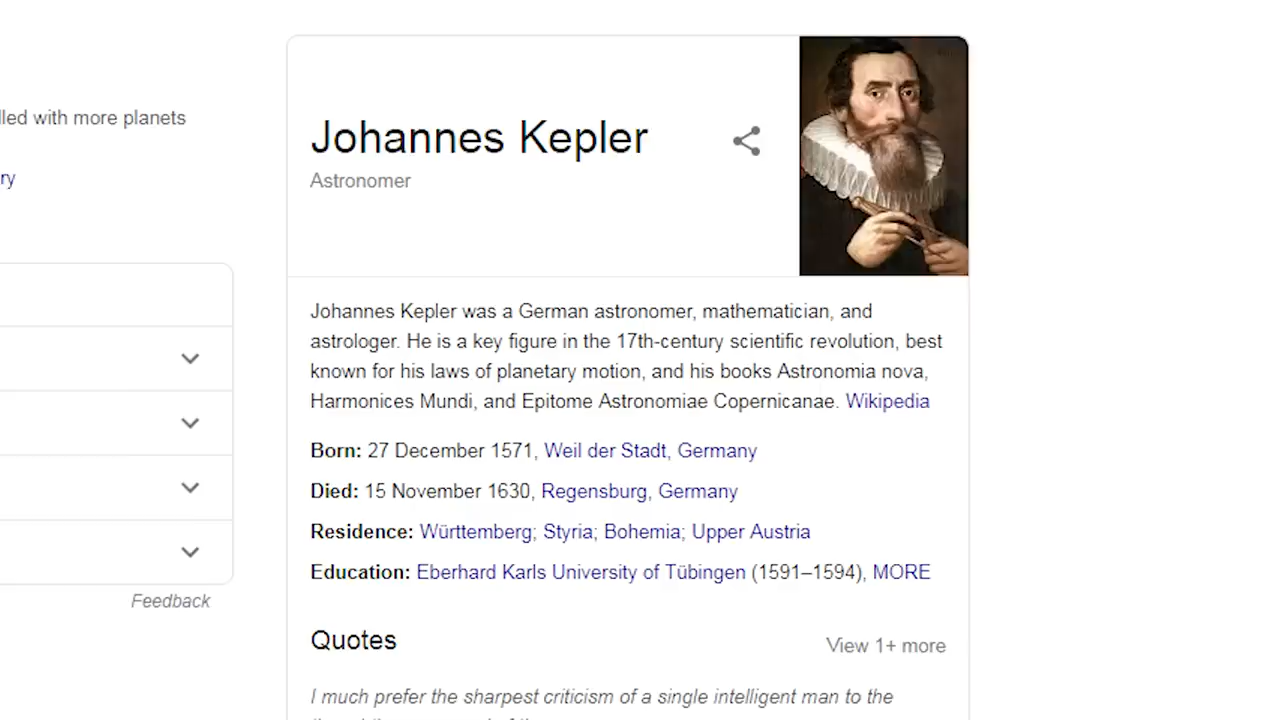 lled with more planets
ry
Feedback
Johannes Kepler
Astronomer
Johannes Kepler was a German astronomer, mathematician, and
astrologer. He is a key figure in the 17th-century scientific revolution, best
known for his laws of planetary motion, and his books Astronomia nova,
Harmonices Mundi, and Epitome Astronomiae Copernicanae. Wikipedia
Born: 27 December 1571, Weil der Stadt, Germany
Died: 15 November 1630, Regensburg, Germany
Residence: Württemberg; Styria; Bohemia; Upper Austria
Education: Eberhard Karls University of Tübingen (1591–1594), MORE
Quotes
View 1+ more
I much prefer the sharpest criticism of a single intelligent man to the